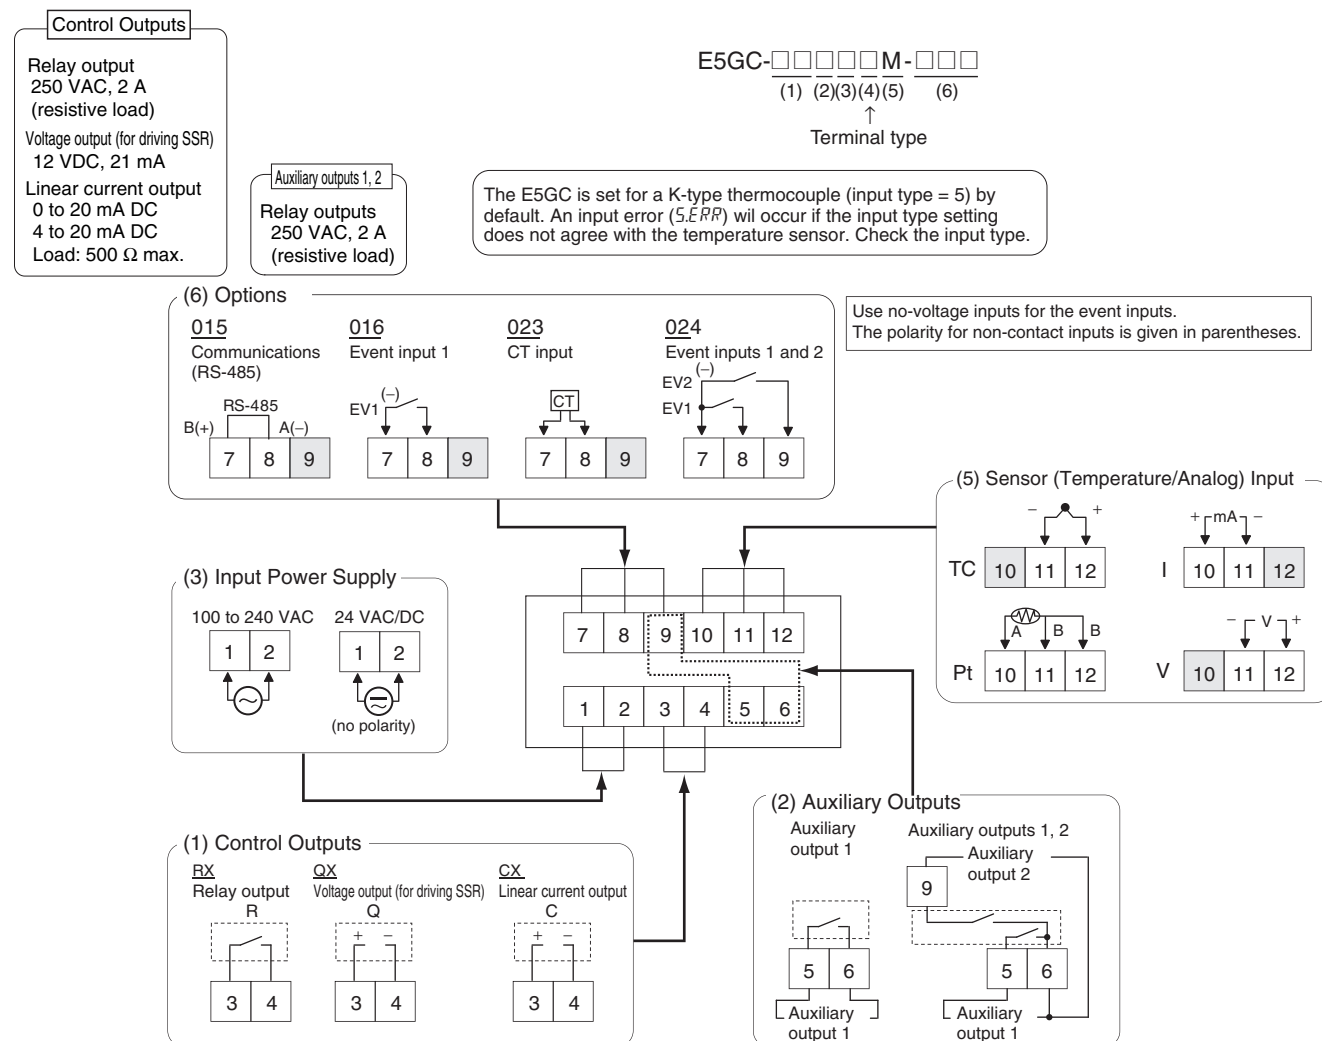 Control Outputs
Relay output
250 VAC, 2 A
(resistive load)
Voltage output (for driving SSR)
12 VDC, 21 mA
Linear current output
0 to 20 mA DC
4 to 20 mA DC
Load: 500 Ω max.
Auxiliary outputs 1, 2
Relay outputs
250 VAC, 2 A
(resistive load)
E5GC-□□□□□M-□□□
(1) (2)(3)(4)(5) (6)
↑
Terminal type
The E5GC is set for a K-type thermocouple (input type = 5) by
default. An input error (S.ERR) wil occur if the input type setting
does not agree with the temperature sensor. Check the input type.
Use no-voltage inputs for the event inputs.
The polarity for non-contact inputs is given in parentheses.
(6) Options
015
Communications
(RS-485)
RS-485
B(+) A(−)
7 8 9
016
Event input 1
(−)
EV1
7 8 9
023
CT input
CT
7 8 9
024
Event inputs 1 and 2
(−)
EV2
EV1
7 8 9
(5) Sensor (Temperature/Analog) Input
− +
TC 10 11 12
+ mA −
I 10 11 12
A B B
Pt 10 11 12
− V +
V 10 11 12
(3) Input Power Supply
100 to 240 VAC
1 2
24 VAC/DC
1 2
(no polarity)
7 8 9 10 11 12
1 2 3 4 5 6
(1) Control Outputs
RX
Relay output
R
3 4
QX
Voltage output (for driving SSR)
Q
+ −
3 4
CX
Linear current output
C
+ −
3 4
(2) Auxiliary Outputs
Auxiliary
output 1
5 6
Auxiliary
output 1
Auxiliary outputs 1, 2
Auxiliary
output 2
9
5 6
Auxiliary
output 1